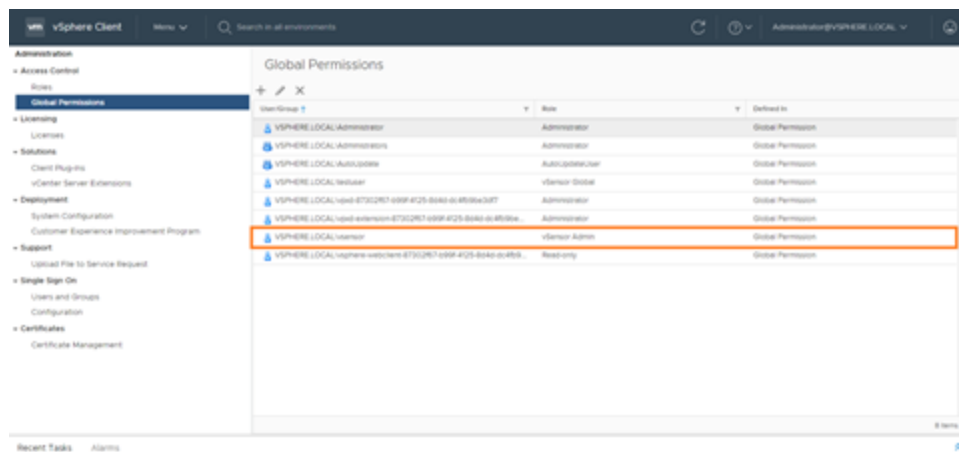 vm vSphere Client Menu Search in all environments Administrator@VSPHERE.LOCAL
Administration
Access Control
Roles
Global Permissions
Licensing
Licenses
Solutions
Client Plug-Ins
vCenter Server Extensions
Deployment
System Configuration
Customer Experience Improvement Program
Support
Upload File to Service Request
Single Sign On
Users and Groups
Configuration
Certificates
Certificate Management
Global Permissions
User/Group Role Defined In
VSPHERE.LOCAL\Administrator Administrator Global Permission
VSPHERE.LOCAL\Administrators Administrator Global Permission
VSPHERE.LOCAL\AutoUpdate AutoUpdateUser Global Permission
VSPHERE.LOCAL\testuser vSensor Global Global Permission
Administrator Global Permission
Administrator Global Permission
VSPHERE.LOCAL\vsensor vSensor Admin Global Permission
Read-only Global Permission
8 items
Recent Tasks Alarms